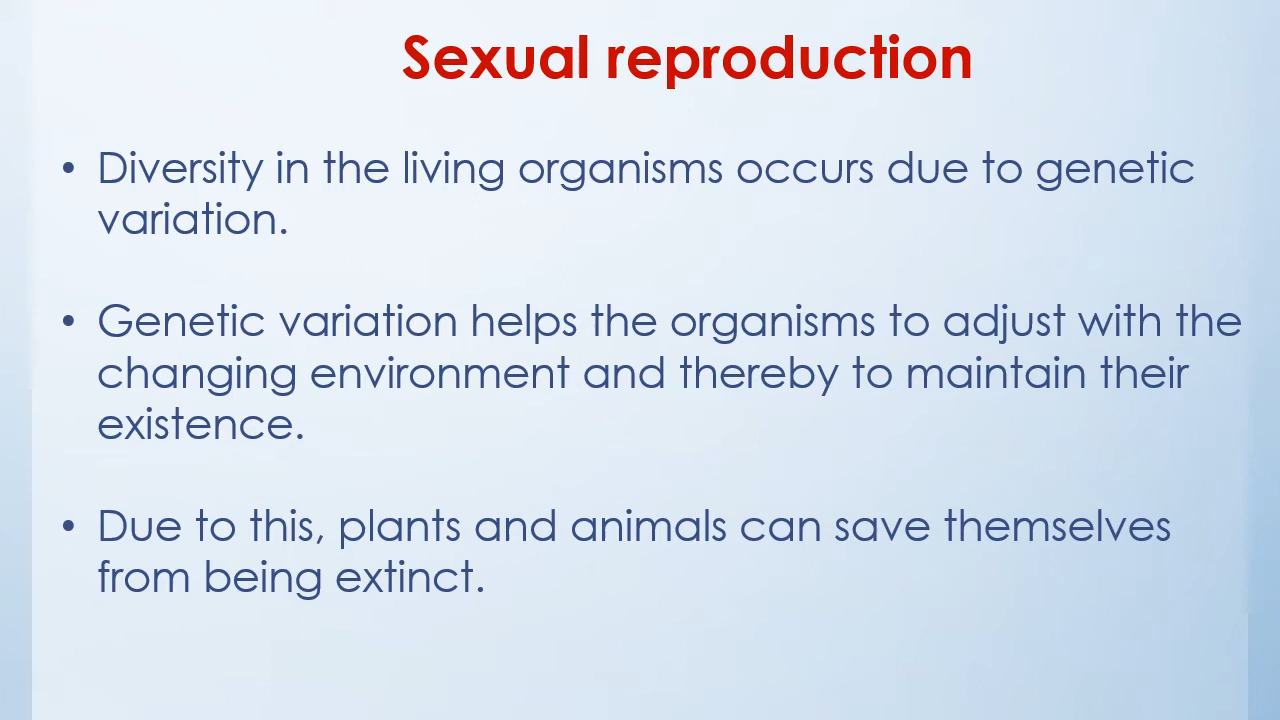 Sexual reproduction
• Diversity in the living organisms occurs due to genetic
variation.
• Genetic variation helps the organisms to adjust with the
changing environment and thereby to maintain their
existence.
• Due to this, plants and animals can save themselves
from being extinct.